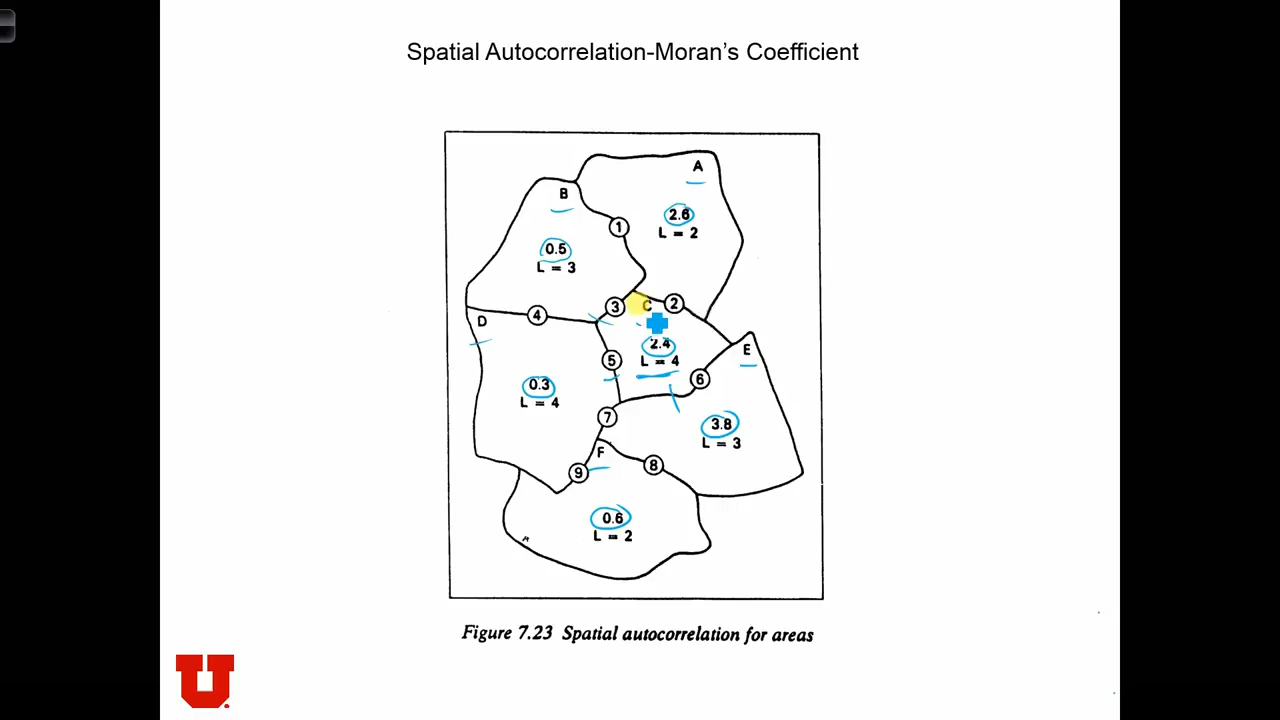 Spatial Autocorrelation-Moran's Coefficient
A
B
2.6
L = 2
1
0.5
L = 3
3
C
2
4
D
2.4
L = 4
E
5
6
0.3
L = 4
7
3.8
L = 3
F
9
8
0.6
L = 2
Figure 7.23 Spatial autocorrelation for areas
U